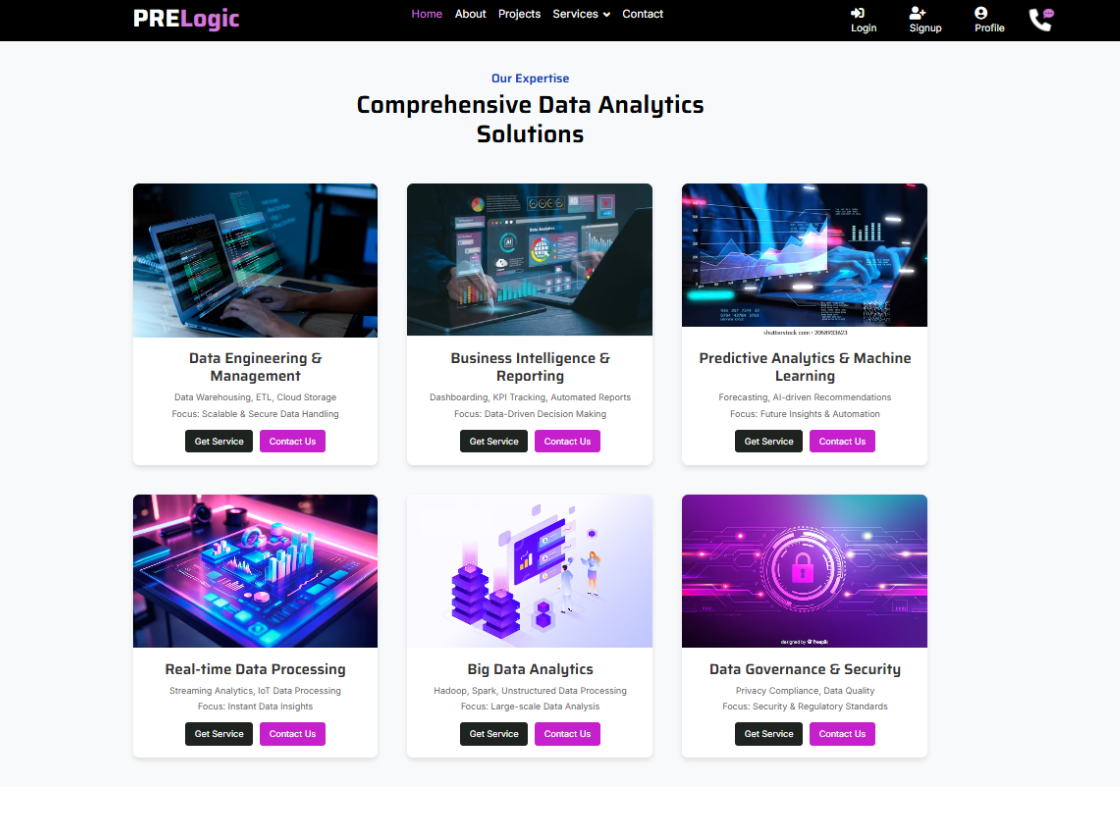 PRELogic
Home About Projects Services Contact
Login Signup Profile
Our Expertise
Comprehensive Data Analytics
Solutions
Data Analytics
AI
shutterstock.com · 2058933623
Data Engineering &
Management
Data Warehousing, ETL, Cloud Storage
Focus: Scalable & Secure Data Handling
Get Service Contact Us
Business Intelligence &
Reporting
Dashboarding, KPI Tracking, Automated Reports
Focus: Data-Driven Decision Making
Get Service Contact Us
Predictive Analytics & Machine
Learning
Forecasting, AI-driven Recommendations
Focus: Future Insights & Automation
Get Service Contact Us
designed by freepik
Real-time Data Processing
Streaming Analytics, IoT Data Processing
Focus: Instant Data Insights
Get Service Contact Us
Big Data Analytics
Hadoop, Spark, Unstructured Data Processing
Focus: Large-scale Data Analysis
Get Service Contact Us
Data Governance & Security
Privacy Compliance, Data Quality
Focus: Security & Regulatory Standards
Get Service Contact Us